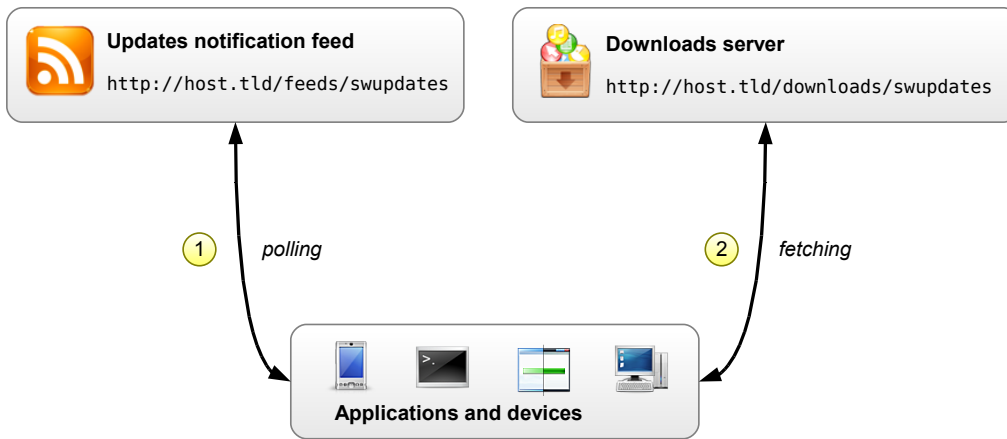 Updates notification feed
http://host.tld/feeds/swupdates
Downloads server
http://host.tld/downloads/swupdates
1 polling
2 fetching
>.
Applications and devices